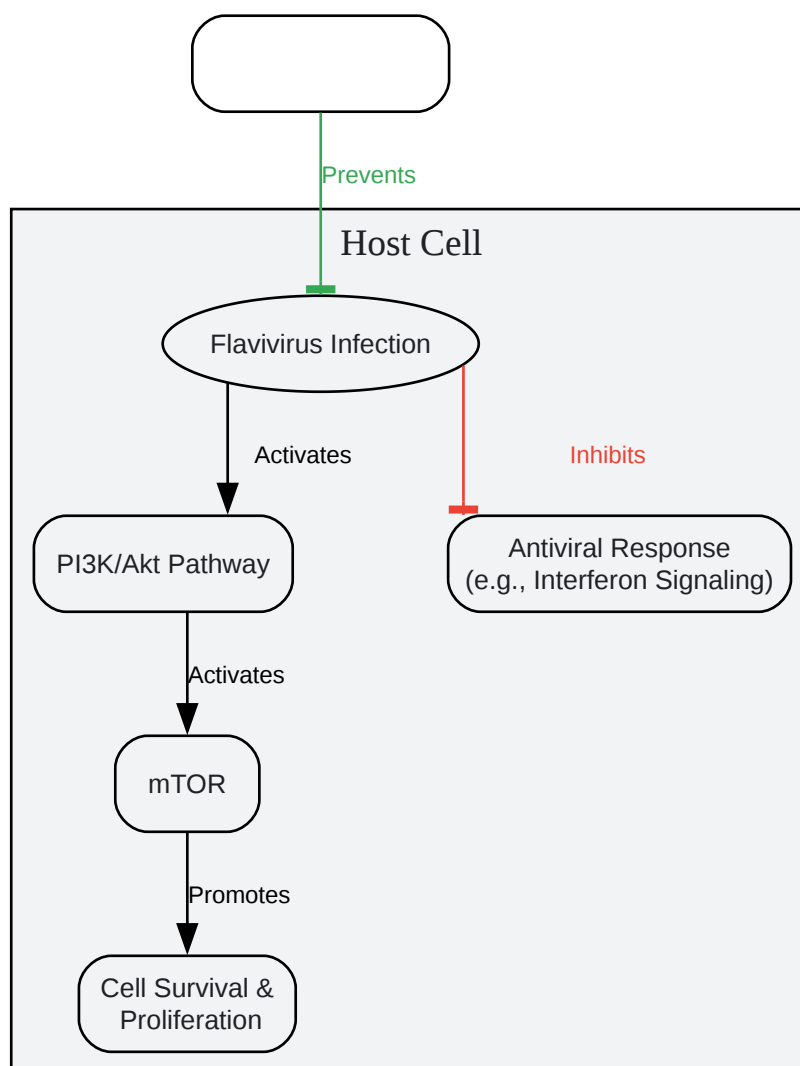 Prevents
Host Cell
Flavivirus Infection
Activates
Inhibits
PI3K/Akt Pathway
Antiviral Response
(e.g., Interferon Signaling)
Activates
mTOR
Promotes
Cell Survival &
Proliferation